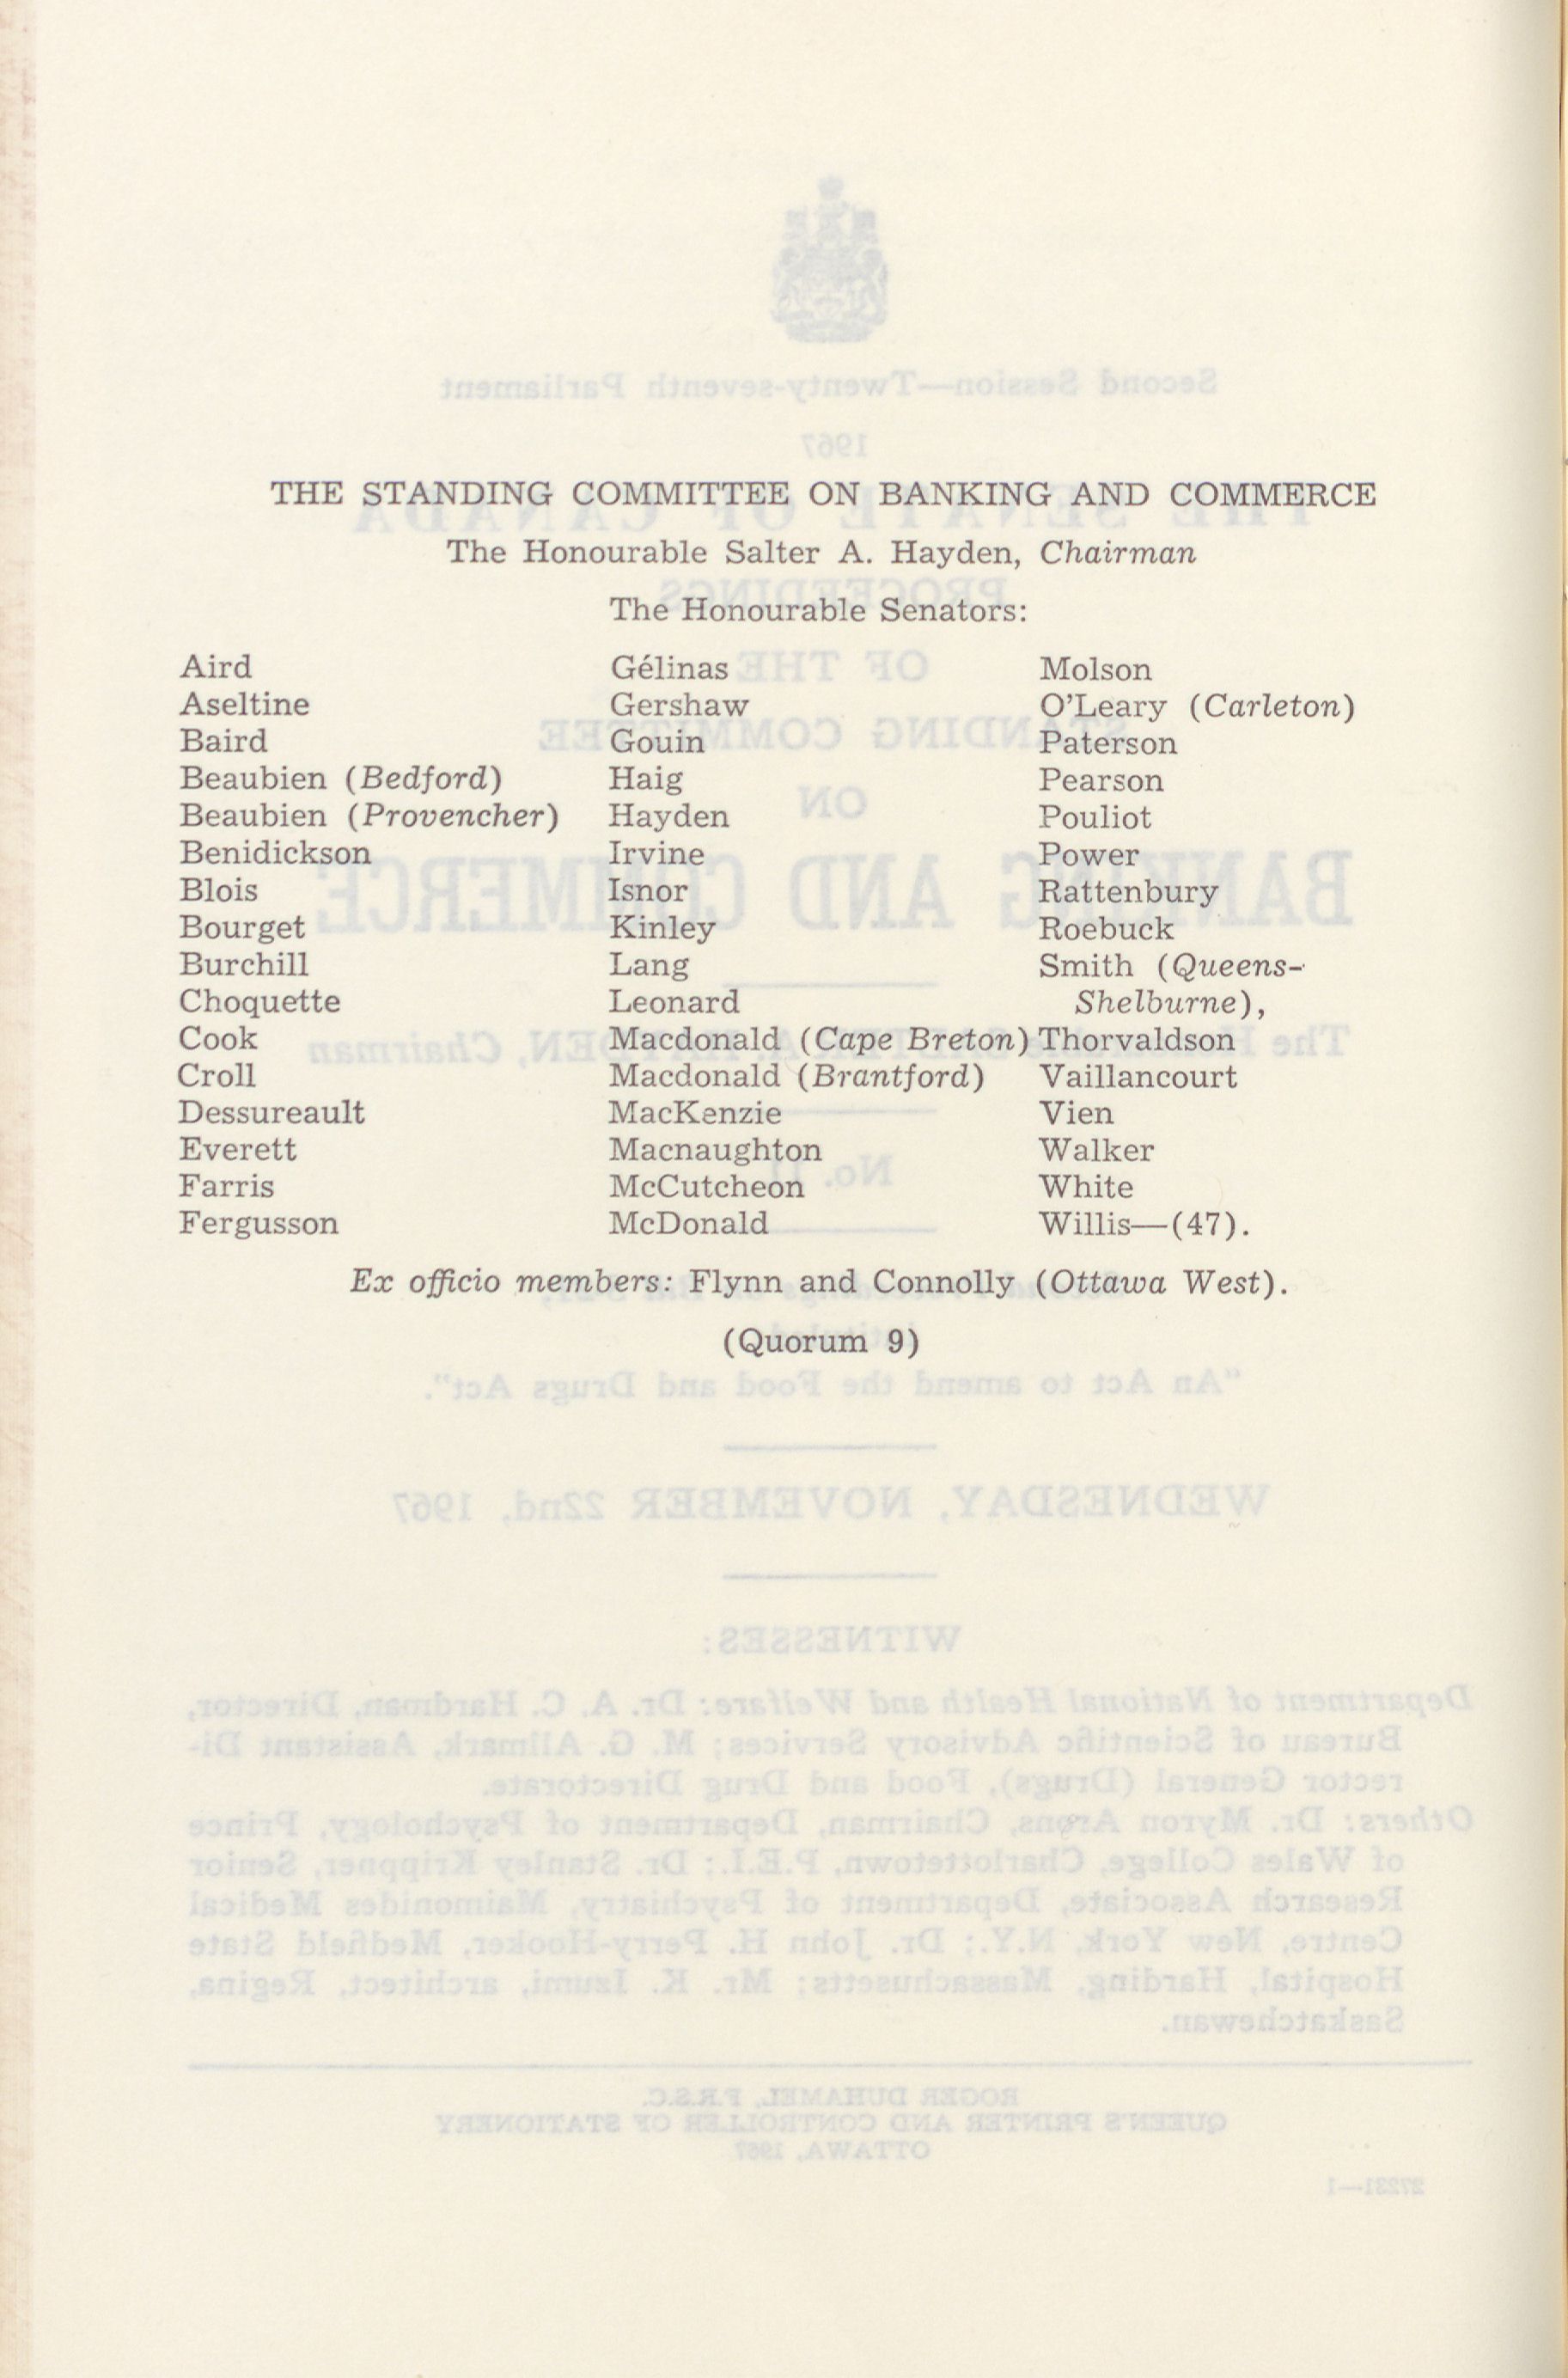 THE STANDING COMMITTEE ON BANKING AND COMMERCE
The Honourable Salter A. Hayden, Chairman
The Honourable Senators:
Aird
Aseltine
Baird
Beaubien (Bedford)
Beaubien (Provencher)
Benidickson
Blois
Bourget
Burchill
Choquette
Cook
Croll
Dessureault
Everett
Farris
Fergusson
Gélinas
Gershaw
Gouin
Haig
Hayden
Irvine
Isnor
Kinley
Lang
Leonard
Macdonald (Cape Breton)
Macdonald (Brantford)
MacKenzie
Macnaughton
McCutcheon
McDonald
Molson
O'Leary (Carleton)
Paterson
Pearson
Pouliot
Power
Rattenbury
Roebuck
Smith (Queens-
Shelburne),
Thorvaldson
Vaillancourt
Vien
Walker
White
Willis—(47).
Ex officio members: Flynn and Connolly (Ottawa West).
(Quorum 9)